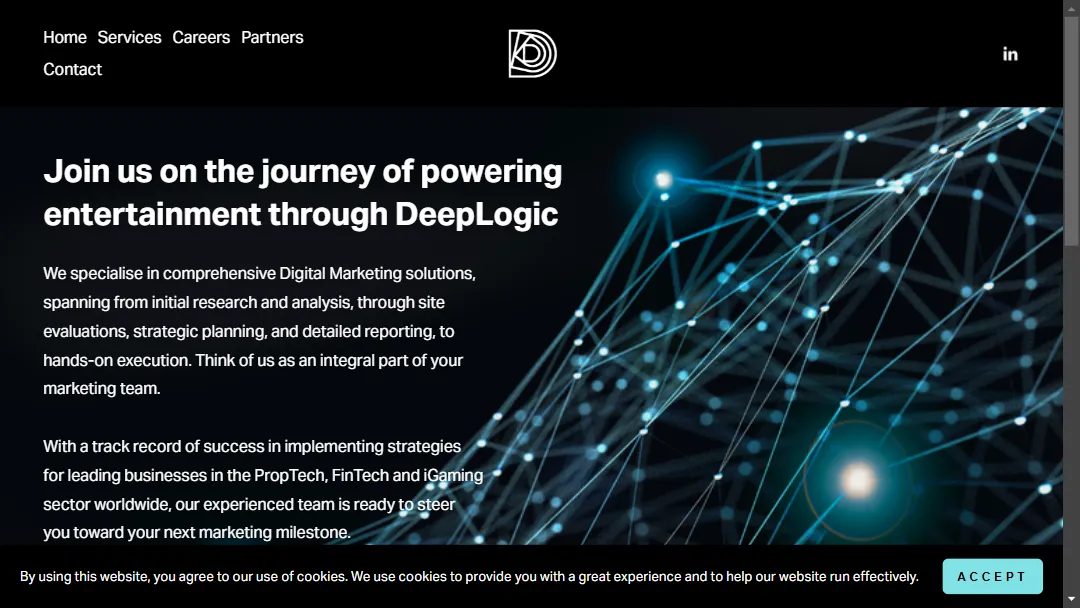 Home Services Careers Partners
Contact
in
Join us on the journey of powering
entertainment through DeepLogic
We specialise in comprehensive Digital Marketing solutions,
spanning from initial research and analysis, through site
evaluations, strategic planning, and detailed reporting, to
hands-on execution. Think of us as an integral part of your
marketing team.
With a track record of success in implementing strategies
for leading businesses in the PropTech, FinTech and iGaming
sector worldwide, our experienced team is ready to steer
you toward your next marketing milestone.
By using this website, you agree to our use of cookies. We use cookies to provide you with a great experience and to help our website run effectively.
ACCEPT